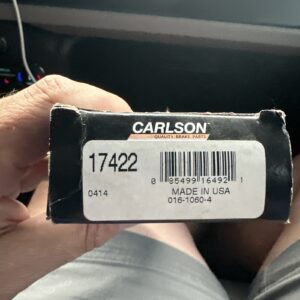 CARLSON
QUALITY BRAKE PARTS
17422
0 85499 16492 1
0414
MADE IN USA
016-1060-4